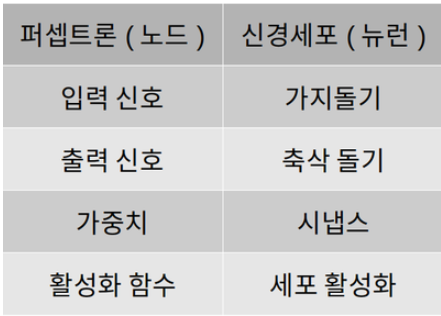 퍼셉트론 ( 노드 ) 신경세포 ( 뉴런 )
입력 신호 가지돌기
출력 신호 축삭 돌기
가중치 시냅스
활성화 함수 세포 활성화